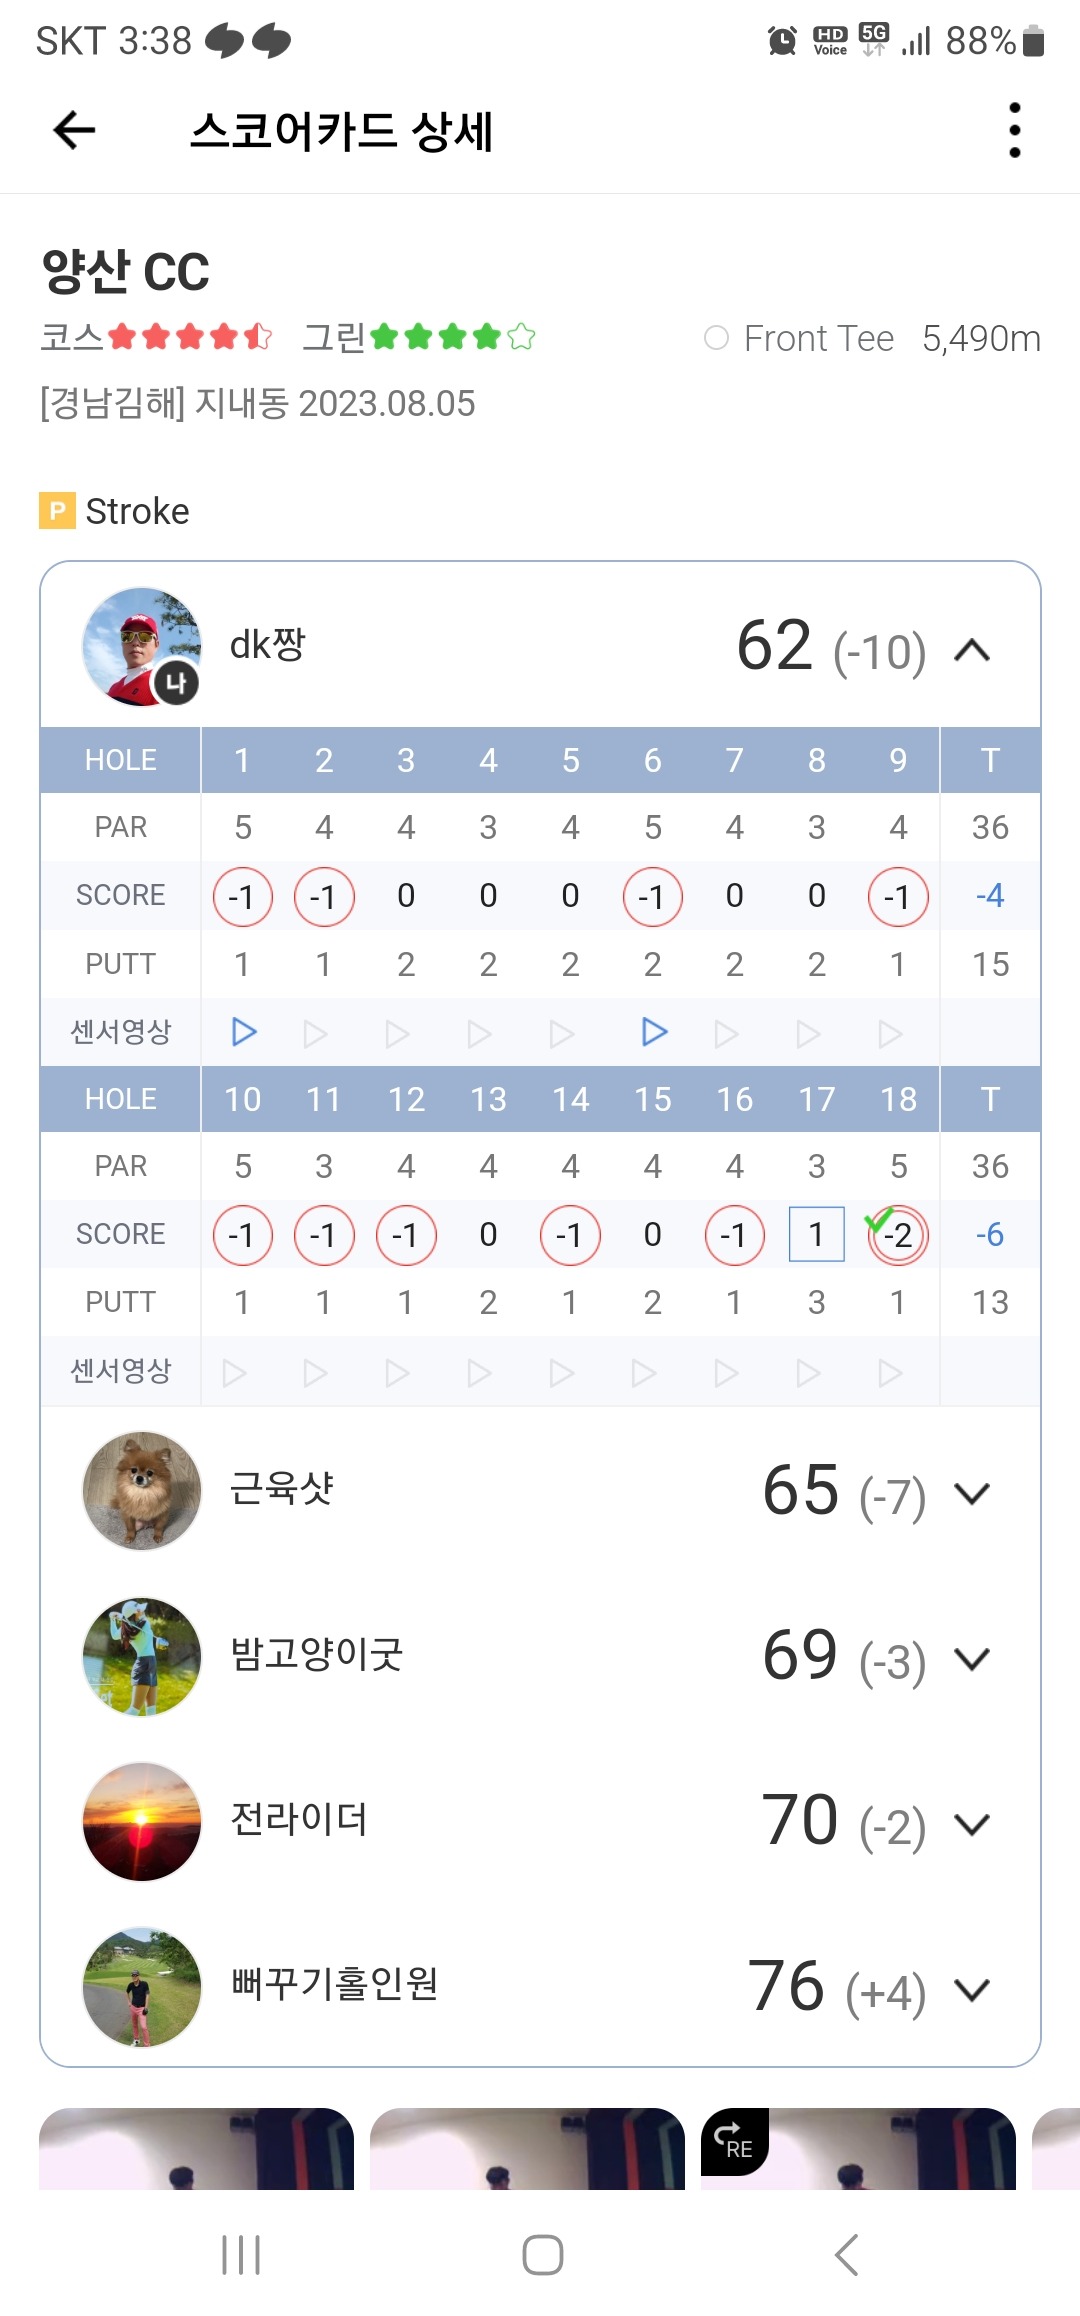 SKT 3:38 HD Voice 5G 88%
스코어카드 상세
양산 CC
코스 그린 Front Tee 5,490m
[경남김해] 지내동 2023.08.05
P Stroke
나 dk짱 62 (-10)
HOLE 1 2 3 4 5 6 7 8 9 T
PAR 5 4 4 3 4 5 4 3 4 36
SCORE -1 -1 0 0 0 -1 0 0 -1 -4
PUTT 1 1 2 2 2 2 2 2 1 15
센서영상
HOLE 10 11 12 13 14 15 16 17 18 T
PAR 5 3 4 4 4 4 4 3 5 36
SCORE -1 -1 -1 0 -1 0 -1 1 -2 -6
PUTT 1 1 1 2 1 2 1 3 1 13
센서영상
근육샷 65 (-7)
밤고양이굿 69 (-3)
전라이더 70 (-2)
뻐꾸기홀인원 76 (+4)
RE